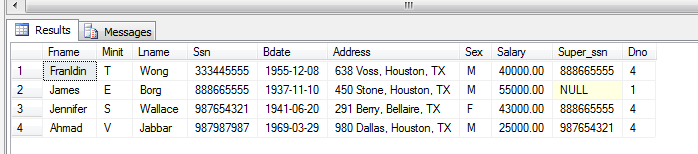 Results Messages
Fname Minit Lname Ssn Bdate Address Sex Salary Super_ssn Dno
1 Franldin T Wong 333445555 1955-12-08 638 Voss, Houston, TX M 40000.00 888665555 4
2 James E Borg 888665555 1937-11-10 450 Stone, Houston, TX M 55000.00 NULL 1
3 Jennifer S Wallace 987654321 1941-06-20 291 Berry, Bellaire, TX F 43000.00 888665555 4
4 Ahmad V Jabbar 987987987 1969-03-29 980 Dallas, Houston, TX M 25000.00 987654321 4